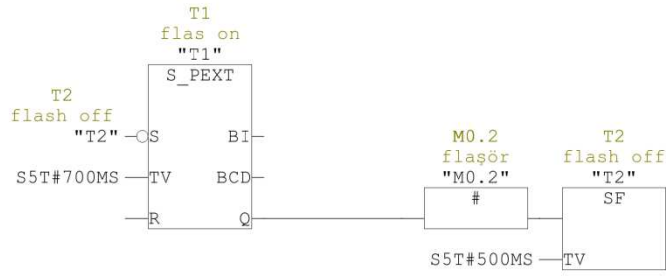 T1
flas on
"T1"
S_PEXT
T2
flash off
"T2" S BI
S5T#700MS TV BCD
R Q
M0.2
flaşör
"M0.2"
#
T2
flash off
"T2"
SF
S5T#500MS TV